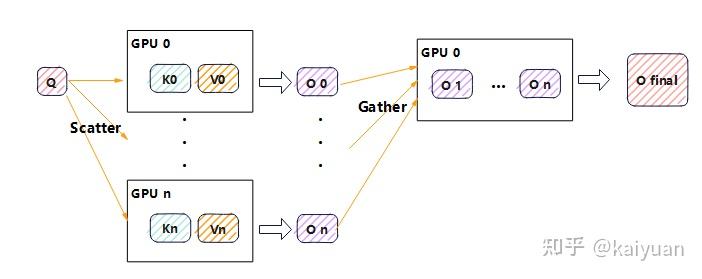 GPU 0
K0
V0
Q
O 0
Scatter
GPU n
Kn
Vn
O n
Gather
GPU 0
O 1
...
O n
O final
知乎 @kaiyuan